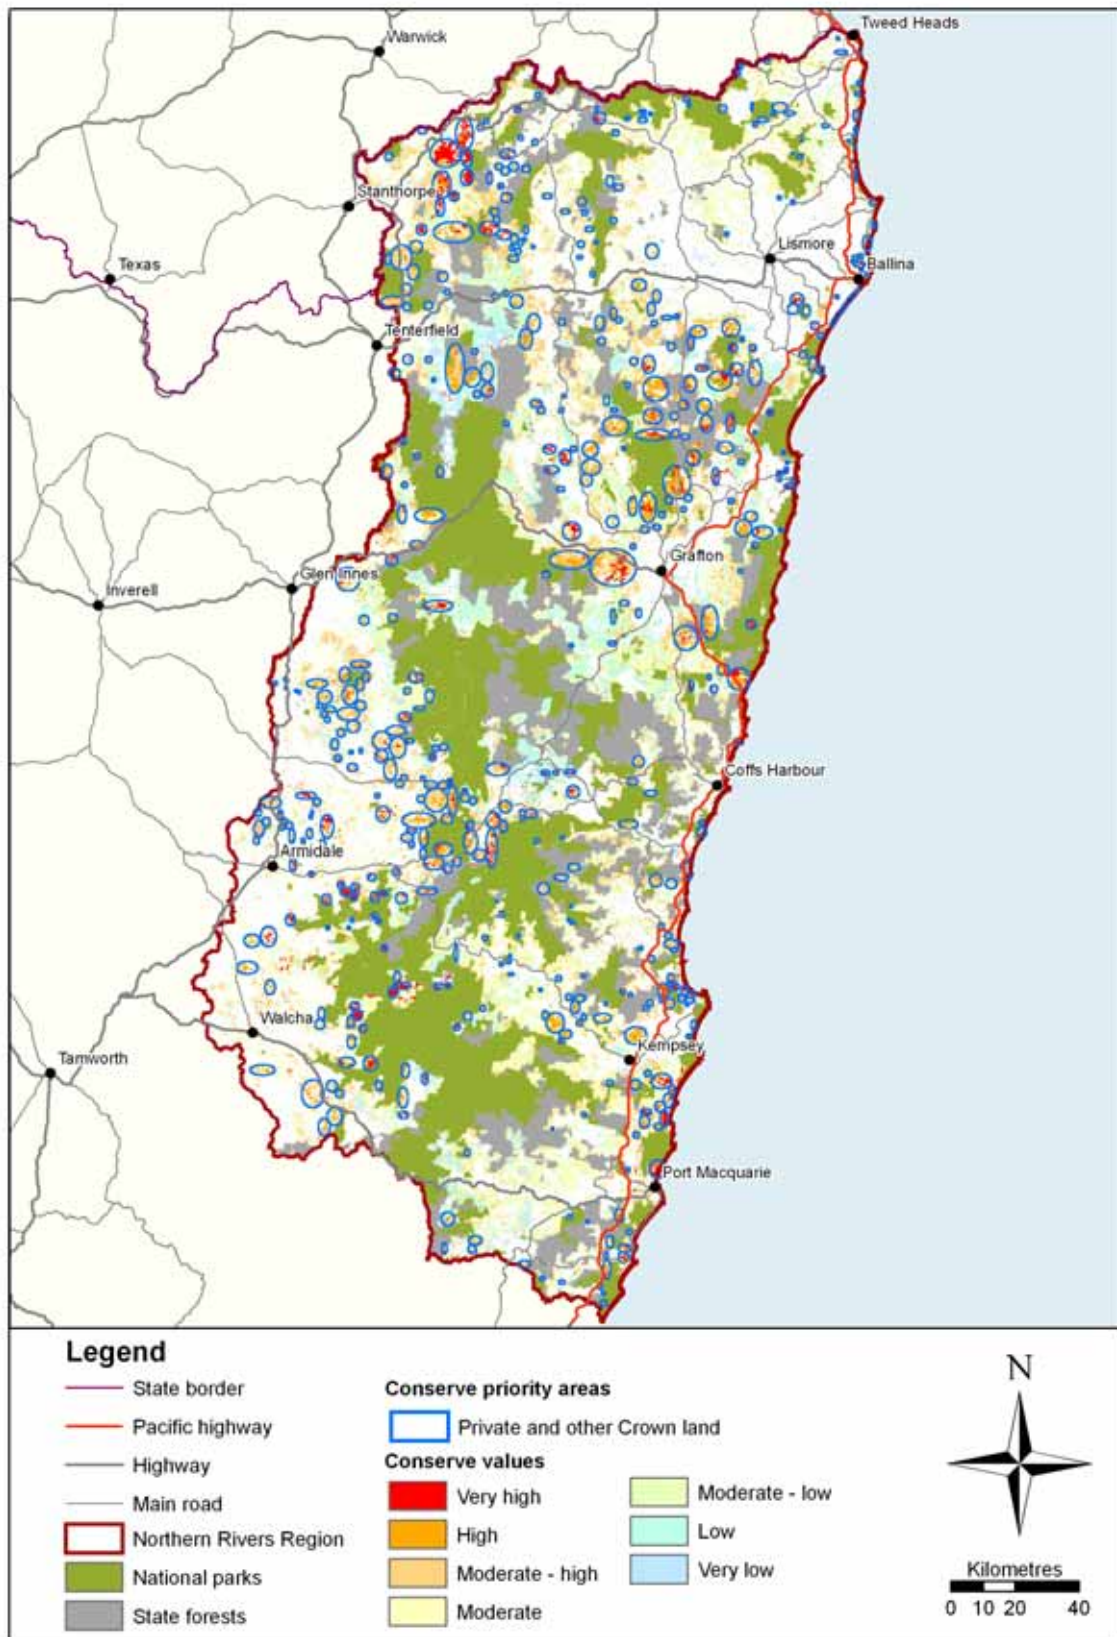 Tweed Heads
Warwick
Stanthorpe
Lismore
Texas
Ballina
Tenterfield
Grafton
Glen Innes
Inverell
Coffs Harbour
Armidale
Walcha
Kempsey
Tamworth
Port Macquarie
Legend
State border
Pacific highway
Highway
Main road
Northern Rivers Region
National parks
State forests
Conserve priority areas
Private and other Crown land
Conserve values
Very high
High
Moderate - high
Moderate
Moderate - low
Low
Very low
N
Kilometres
0 10 20 40